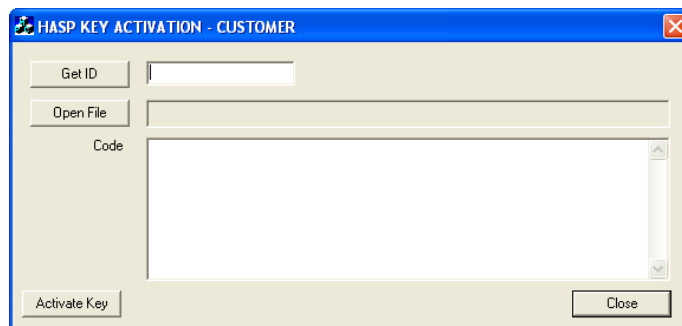 HASP KEY ACTIVATION - CUSTOMER
Get ID
Open File
Code
Activate Key
Close